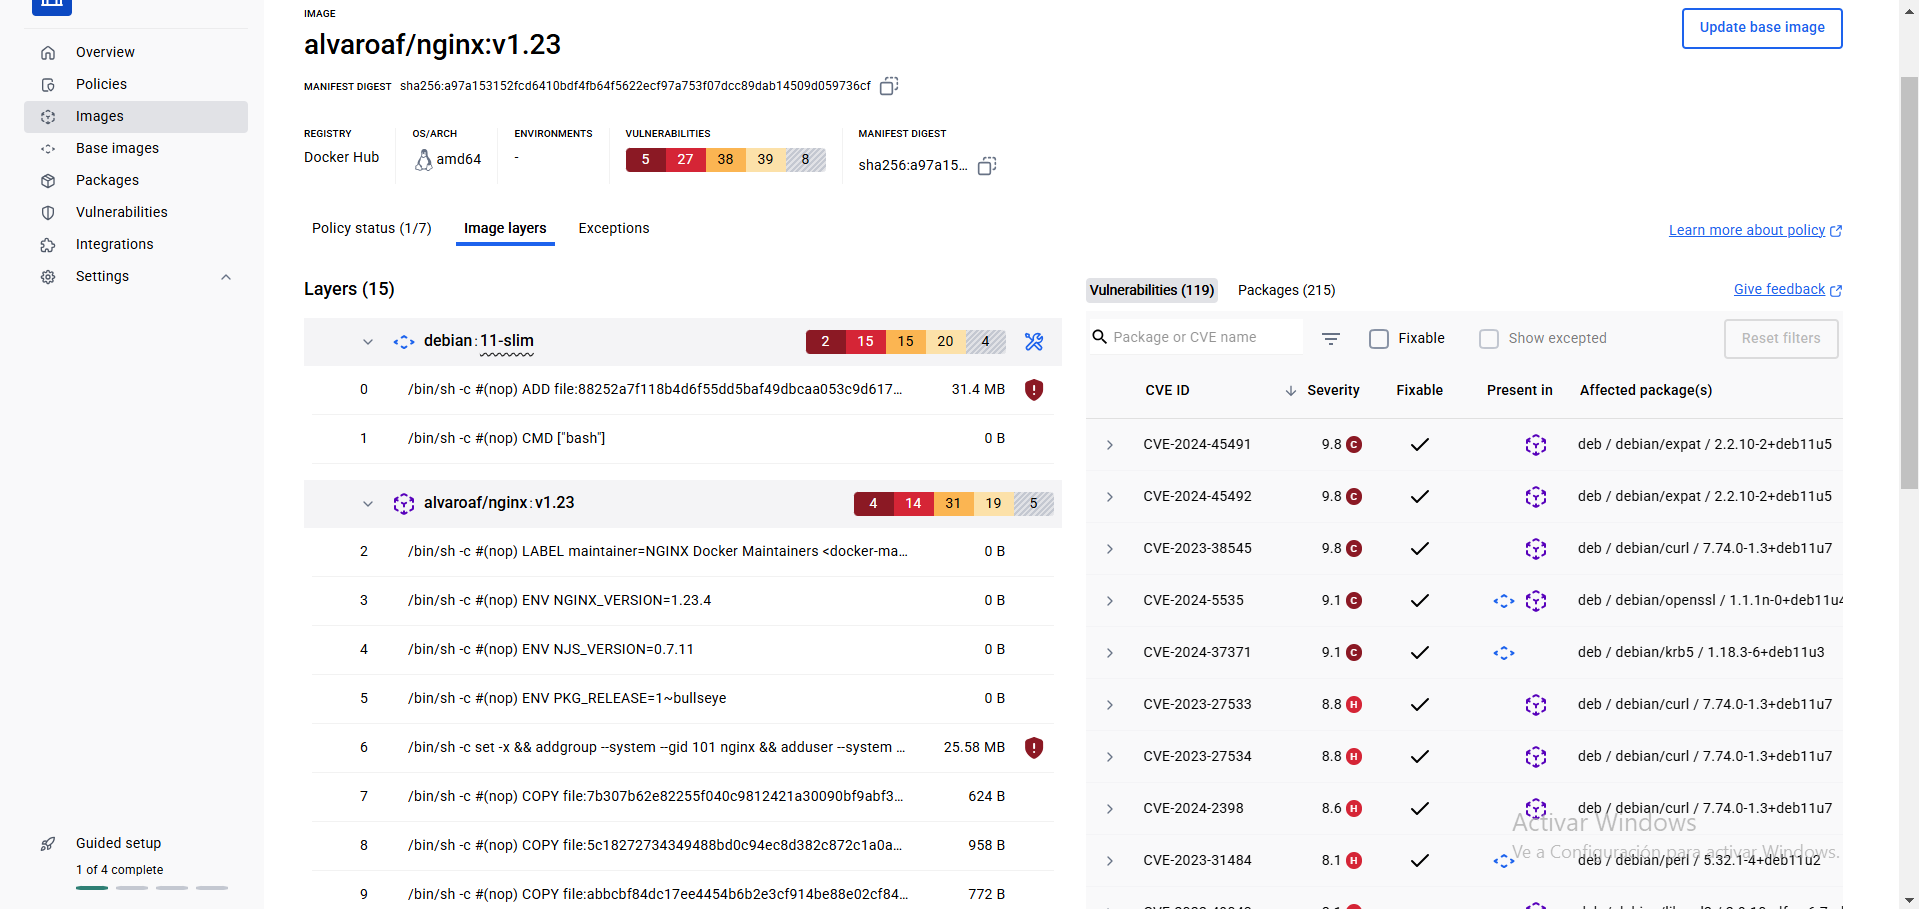 Overview
Policies
Images
Base images
Packages
Vulnerabilities
Integrations
Settings
Guided setup
1 of 4 complete
IMAGE
alvaroaf/nginx:v1.23
Update base image
MANIFEST DIGEST sha256:a97a153152fcd6410bdf4fb64f5622ecf97a753f07dcc89dab14509d059736cf
REGISTRY OS/ARCH ENVIRONMENTS VULNERABILITIES MANIFEST DIGEST
Docker Hub amd64 - 5 27 38 39 8 sha256:a97a15...
Policy status (1/7) Image layers Exceptions
Learn more about policy
Layers (15)
debian:11-slim 2 15 15 20 4
0 /bin/sh -c #(nop) ADD file:88252a7f118b4d6f55dd5baf49dbcaa053c9d617... 31.4 MB
1 /bin/sh -c #(nop) CMD ["bash"] 0 B
alvaroaf/nginx:v1.23 4 14 31 19 5
2 /bin/sh -c #(nop) LABEL maintainer=NGINX Docker Maintainers <docker-ma... 0 B
3 /bin/sh -c #(nop) ENV NGINX_VERSION=1.23.4 0 B
4 /bin/sh -c #(nop) ENV NJS_VERSION=0.7.11 0 B
5 /bin/sh -c #(nop) ENV PKG_RELEASE=1~bullseye 0 B
6 /bin/sh -c set -x && addgroup --system --gid 101 nginx && adduser --system ... 25.58 MB
7 /bin/sh -c #(nop) COPY file:7b307b62e82255f040c9812421a30090bf9abf3... 624 B
8 /bin/sh -c #(nop) COPY file:5c18272734349488bd0c94ec8d382c872c1a0a... 958 B
9 /bin/sh -c #(nop) COPY file:abbcbf84dc17ee4454b6b2e3cf914be88e02cf84... 772 B
Vulnerabilities (119) Packages (215)
Give feedback
Package or CVE name Fixable Show excepted Reset filters
CVE ID Severity Fixable Present in Affected package(s)
CVE-2024-45491 9.8 C deb / debian/expat / 2.2.10-2+deb11u5
CVE-2024-45492 9.8 C deb / debian/expat / 2.2.10-2+deb11u5
CVE-2023-38545 9.8 C deb / debian/curl / 7.74.0-1.3+deb11u7
CVE-2024-5535 9.1 C deb / debian/openssl / 1.1.1n-0+deb11u4
CVE-2024-37371 9.1 C deb / debian/krb5 / 1.18.3-6+deb11u3
CVE-2023-27533 8.8 H deb / debian/curl / 7.74.0-1.3+deb11u7
CVE-2023-27534 8.8 H deb / debian/curl / 7.74.0-1.3+deb11u7
CVE-2024-2398 8.6 H deb / debian/curl / 7.74.0-1.3+deb11u7
CVE-2023-31484 8.1 H deb / debian/perl / 5.32.1-4+deb11u2
Activar Windows
Ve a Configuración para activar Windows.